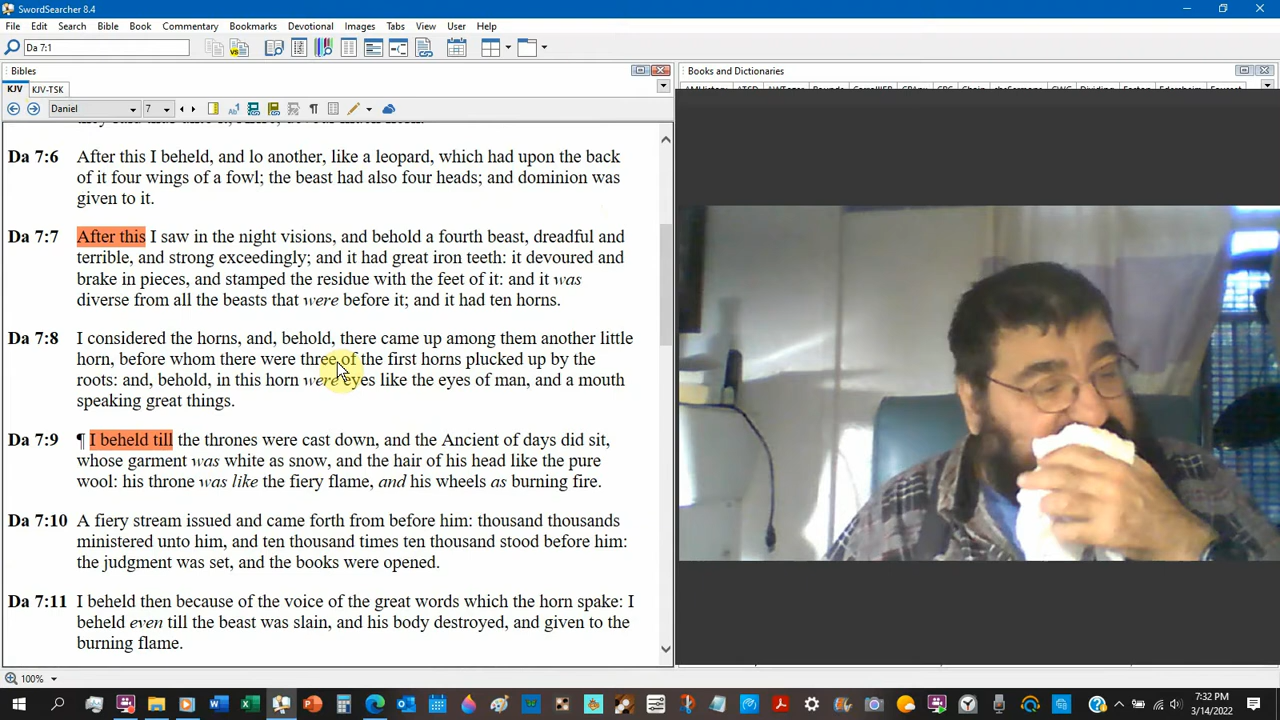 SwordSearcher 8.4
File Edit Search Bible Book Commentary Bookmarks Devotional Images Tabs View User Help
Da 7:1
Bibles
Books and Dictionaries
KJV KJV-TSK
Daniel 7
Da 7:6 After this I beheld, and lo another, like a leopard, which had upon the back
of it four wings of a fowl; the beast had also four heads; and dominion was
given to it.
Da 7:7 After this I saw in the night visions, and behold a fourth beast, dreadful and
terrible, and strong exceedingly; and it had great iron teeth: it devoured and
brake in pieces, and stamped the residue with the feet of it: and it was
diverse from all the beasts that were before it; and it had ten horns.
Da 7:8 I considered the horns, and, behold, there came up among them another little
horn, before whom there were three of the first horns plucked up by the
roots: and, behold, in this horn were eyes like the eyes of man, and a mouth
speaking great things.
Da 7:9 ¶ I beheld till the thrones were cast down, and the Ancient of days did sit,
whose garment was white as snow, and the hair of his head like the pure
wool: his throne was like the fiery flame, and his wheels as burning fire.
Da 7:10 A fiery stream issued and came forth from before him: thousand thousands
ministered unto him, and ten thousand times ten thousand stood before him:
the judgment was set, and the books were opened.
Da 7:11 I beheld then because of the voice of the great words which the horn spake: I
beheld even till the beast was slain, and his body destroyed, and given to the
burning flame.
100%
7:32 PM
3/14/2022